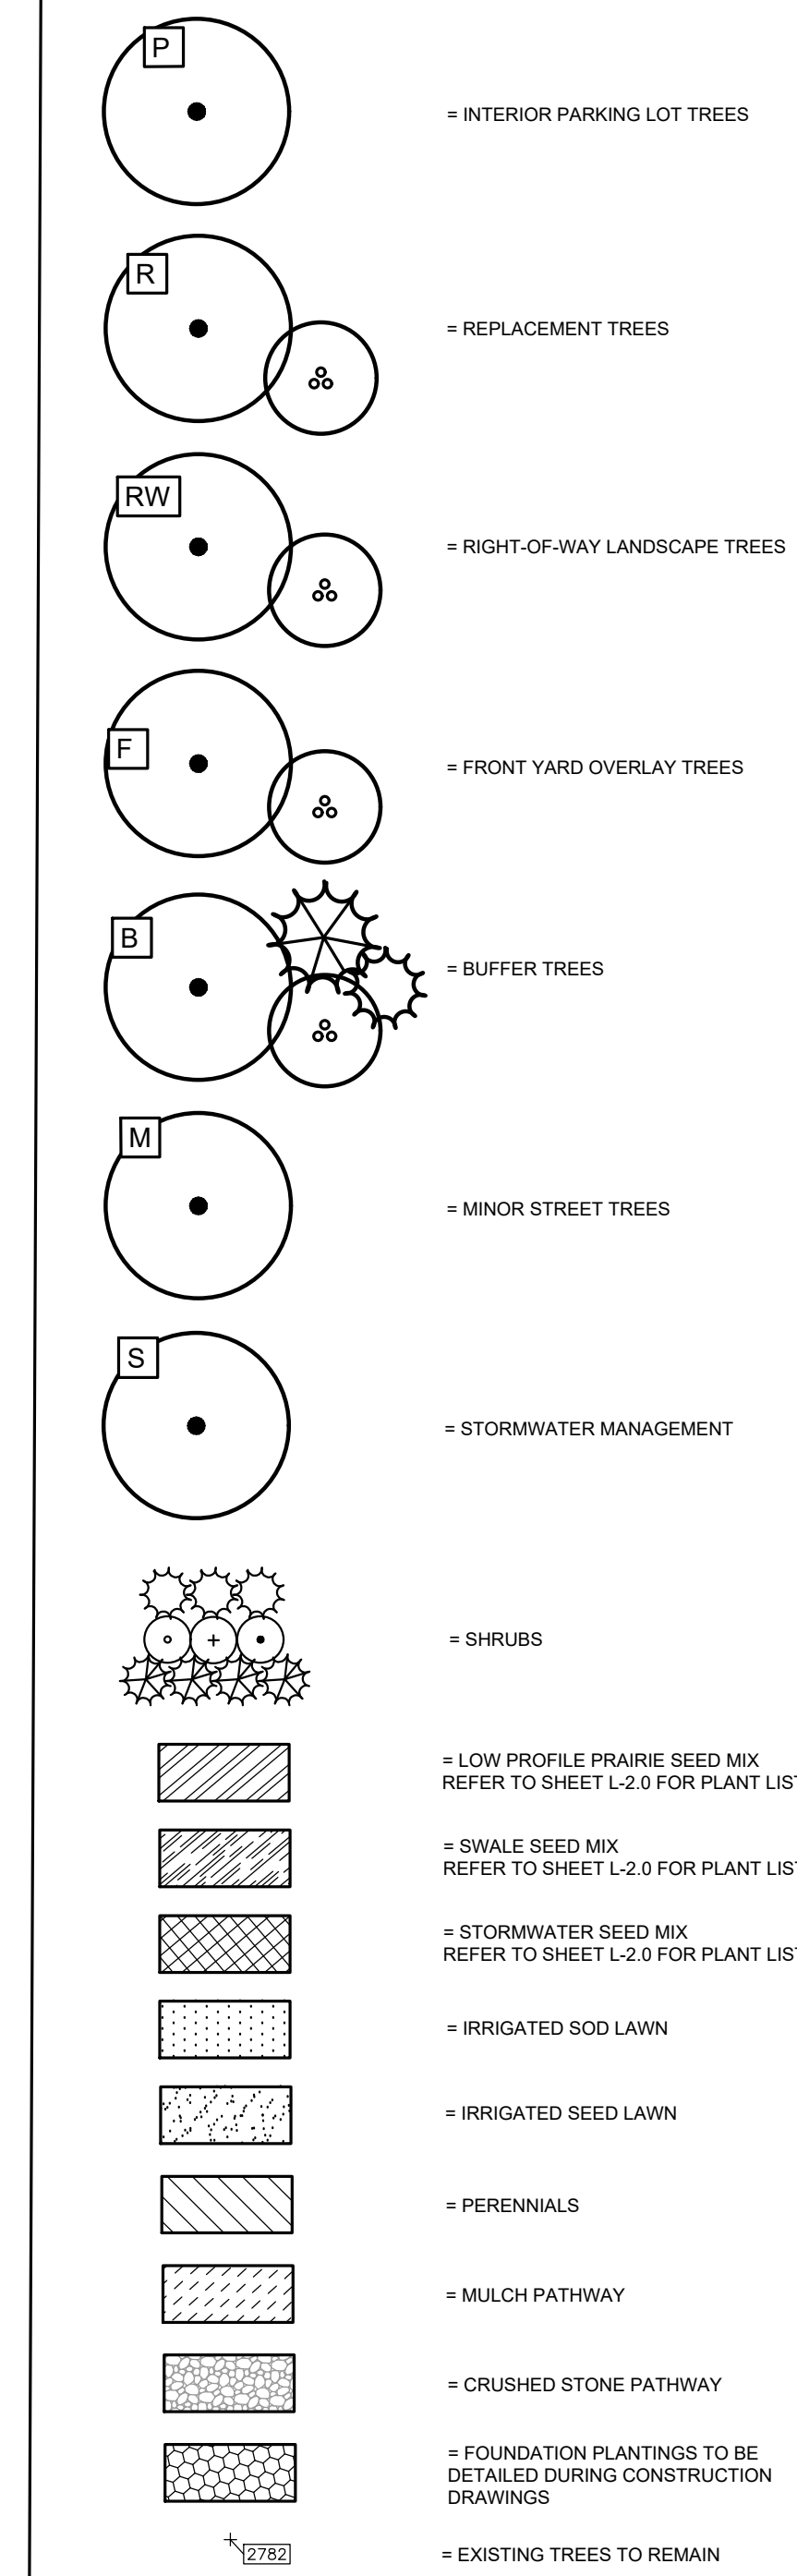 P
= INTERIOR PARKING LOT TREES
R
= REPLACEMENT TREES
RW
= RIGHT-OF-WAY LANDSCAPE TREES
F
= FRONT YARD OVERLAY TREES
B
= BUFFER TREES
M
= MINOR STREET TREES
S
= STORMWATER MANAGEMENT
= SHRUBS
= LOW PROFILE PRAIRIE SEED MIX
REFER TO SHEET L-2.0 FOR PLANT LIST
= SWALE SEED MIX
REFER TO SHEET L-2.0 FOR PLANT LIST
= STORMWATER SEED MIX
REFER TO SHEET L-2.0 FOR PLANT LIST
= IRRIGATED SOD LAWN
= IRRIGATED SEED LAWN
= PERENNIALS
= MULCH PATHWAY
= CRUSHED STONE PATHWAY
= FOUNDATION PLANTINGS TO BE
DETAILED DURING CONSTRUCTION
DRAWINGS
2782
= EXISTING TREES TO REMAIN